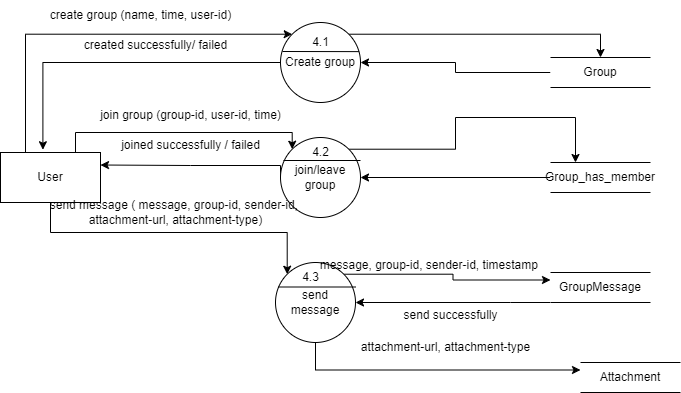 create group (name, time, user-id)
created successfully/ failed
4.1
Create group
Group
join group (group-id, user-id, time)
joined successfully / failed
4.2
join/leave
group
Group_has_member
User
send message ( message, group-id, sender-id,
attachment-url, attachment-type)
4.3
send
message
message, group-id, sender-id, timestamp
GroupMessage
send successfully
attachment-url, attachment-type
Attachment